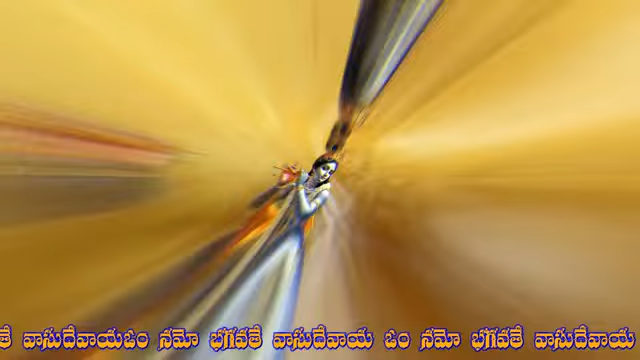 తే వాసుదేవాయఓం నమో భగవతే వాసుదేవాయ ఓం నమో భగవతే వాసుదేవాయ